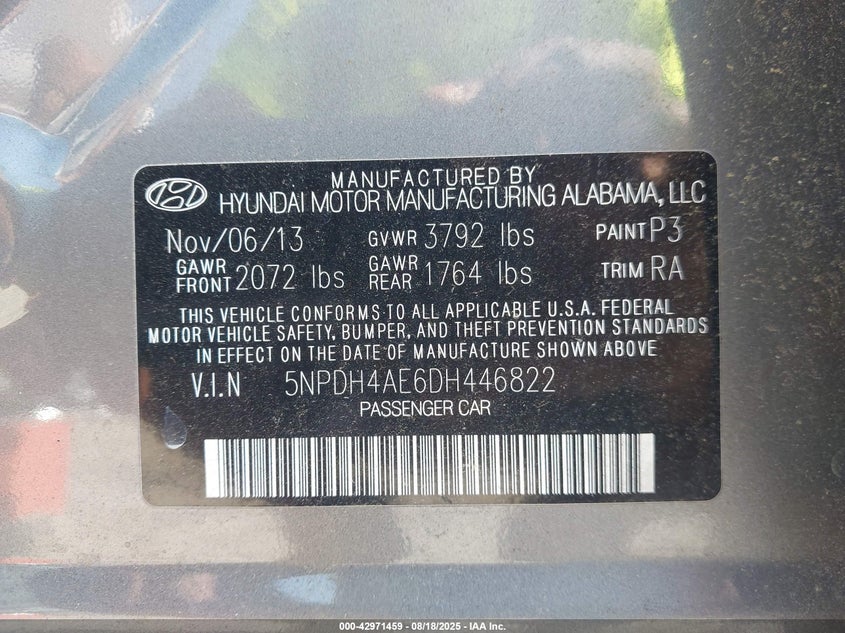 MANUFACTURED BY
HYUNDAI MOTOR MANUFACTURING ALABAMA, LLC
Nov/06/13 GVWR 3792 lbs PAINT P3
GAWR FRONT 2072 lbs GAWR REAR 1764 lbs TRIM RA
THIS VEHICLE CONFORMS TO ALL APPLICABLE U.S.A. FEDERAL
MOTOR VEHICLE SAFETY, BUMPER, AND THEFT PREVENTION STANDARDS
IN EFFECT ON THE DATE OF MANUFACTURE SHOWN ABOVE
V.I.N 5NPDH4AE6DH446822
PASSENGER CAR
000-42971459 - 08/18/2025 - IAA Inc.